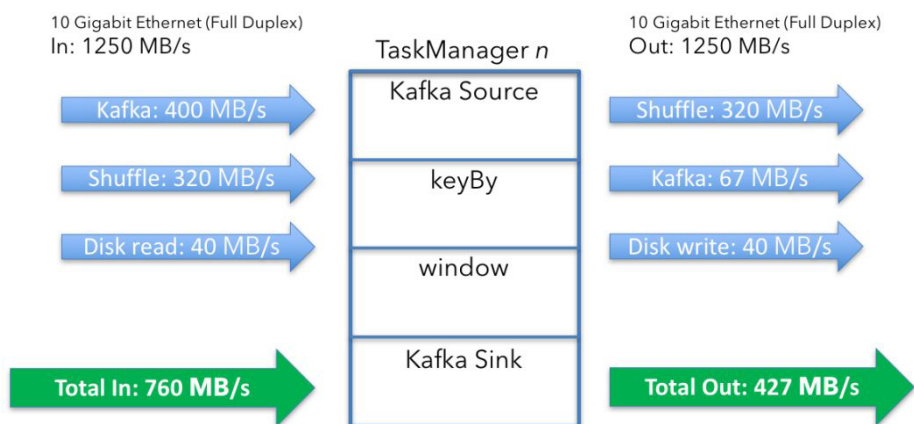 10 Gigabit Ethernet (Full Duplex)
In: 1250 MB/s
Kafka: 400 MB/s
Shuffle: 320 MB/s
Disk read: 40 MB/s
Total In: 760 MB/s
TaskManager n
Kafka Source
keyBy
window
Kafka Sink
10 Gigabit Ethernet (Full Duplex)
Out: 1250 MB/s
Shuffle: 320 MB/s
Kafka: 67 MB/s
Disk write: 40 MB/s
Total Out: 427 MB/s